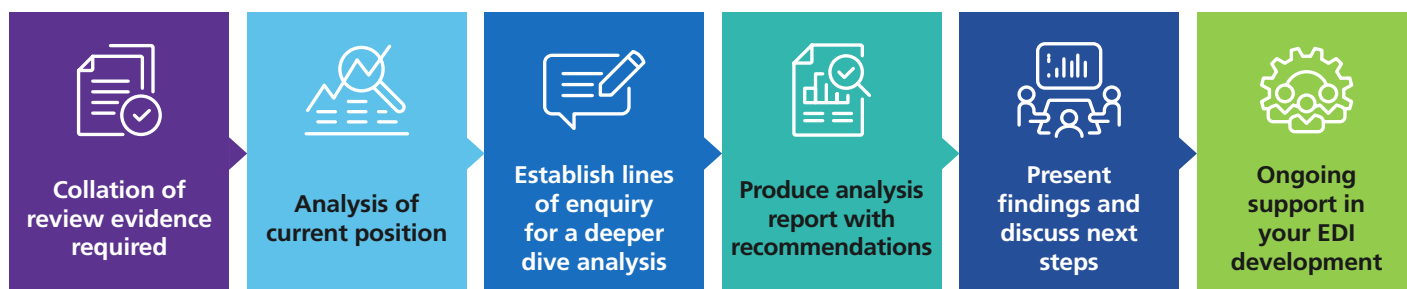 Collation of
review evidence
required
Analysis of
current position
Establish lines
of enquiry
for a deeper
dive analysis
Produce analysis
report with
recommendations
Present
findings and
discuss next
steps
Ongoing
support in
your EDI
development